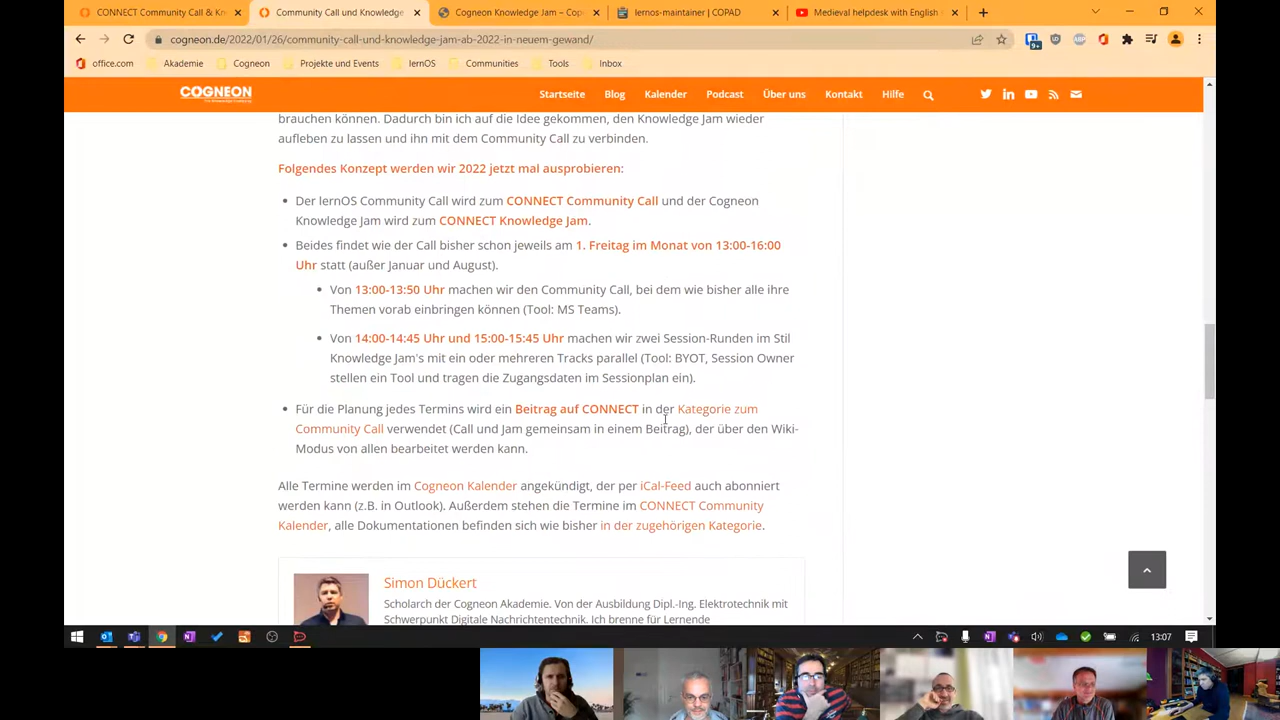 CONNECT Community Call & Kn
Community Call und Knowledge
Cogneon Knowledge Jam – Cop
lernos-maintainer | COPAD
Medieval helpdesk with English s
cogneon.de/2022/01/26/community-call-und-knowledge-jam-ab-2022-in-neuem-gewand/
9+
office.com
Akademie
Cogneon
Projekte und Events
lernOS
Communities
Tools
Inbox
COGNEON
Startseite
Blog
Kalender
Podcast
Über uns
Kontakt
Hilfe
brauchen können. Dadurch bin ich auf die Idee gekommen, den Knowledge Jam wieder
aufleben zu lassen und ihn mit dem Community Call zu verbinden.
Folgendes Konzept werden wir 2022 jetzt mal ausprobieren:
Der lernOS Community Call wird zum CONNECT Community Call und der Cogneon
Knowledge Jam wird zum CONNECT Knowledge Jam.
Beides findet wie der Call bisher schon jeweils am 1. Freitag im Monat von 13:00-16:00
Uhr statt (außer Januar und August).
Von 13:00-13:50 Uhr machen wir den Community Call, bei dem wie bisher alle ihre
Themen vorab einbringen können (Tool: MS Teams).
Von 14:00-14:45 Uhr und 15:00-15:45 Uhr machen wir zwei Session-Runden im Stil
Knowledge Jam's mit ein oder mehreren Tracks parallel (Tool: BYOT, Session Owner
stellen ein Tool und tragen die Zugangsdaten im Sessionplan ein).
Für die Planung jedes Termins wird ein Beitrag auf CONNECT in der Kategorie zum
Community Call verwendet (Call und Jam gemeinsam in einem Beitrag), der über den Wiki-
Modus von allen bearbeitet werden kann.
Alle Termine werden im Cogneon Kalender angekündigt, der per iCal-Feed auch abonniert
werden kann (z.B. in Outlook). Außerdem stehen die Termine im CONNECT Community
Kalender, alle Dokumentationen befinden sich wie bisher in der zugehörigen Kategorie.
Simon Dückert
Scholarch der Cogneon Akademie. Von der Ausbildung Dipl.-Ing. Elektrotechnik mit
Schwerpunkt Digitale Nachrichtentechnik. Ich brenne für Lernende
13:07